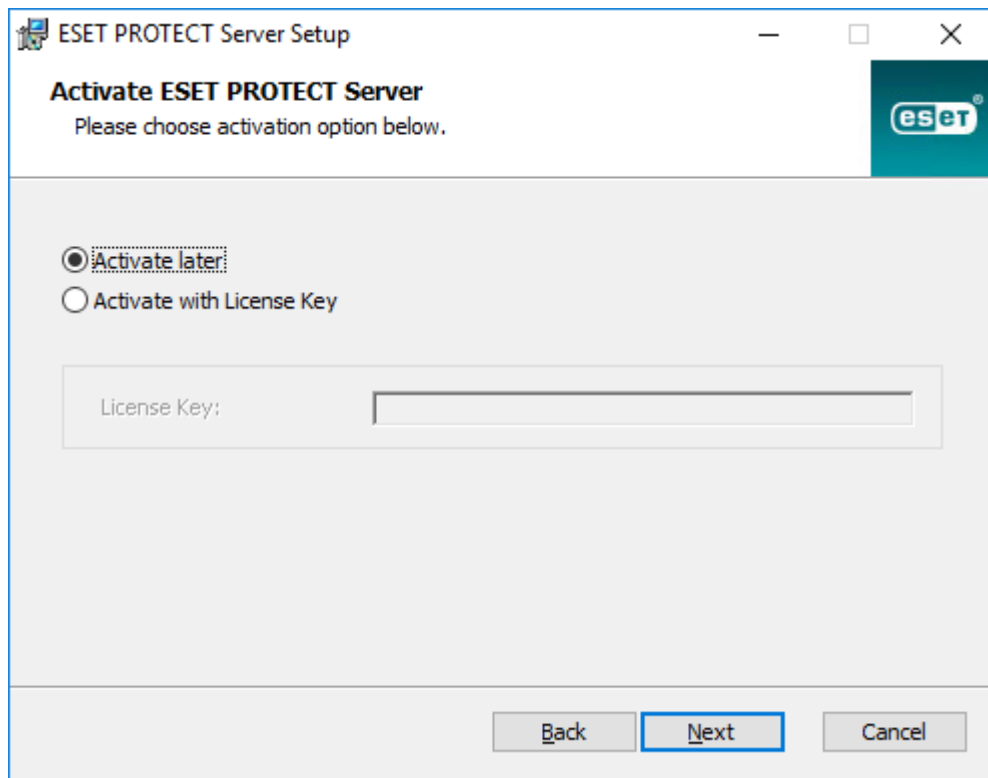 ESET PROTECT Server Setup
Activate ESET PROTECT Server
Please choose activation option below.
eseT®
Activate later
Activate with License Key
License Key:
Back
Next
Cancel